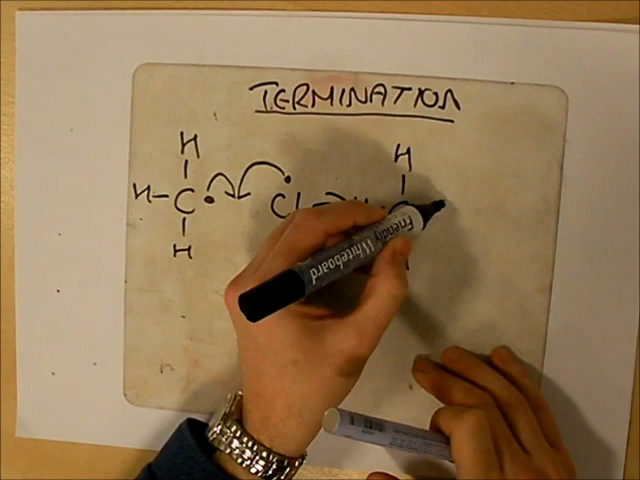 TERMINATION
H H
H-C• •Cl → H
H
Friendly Whiteboard